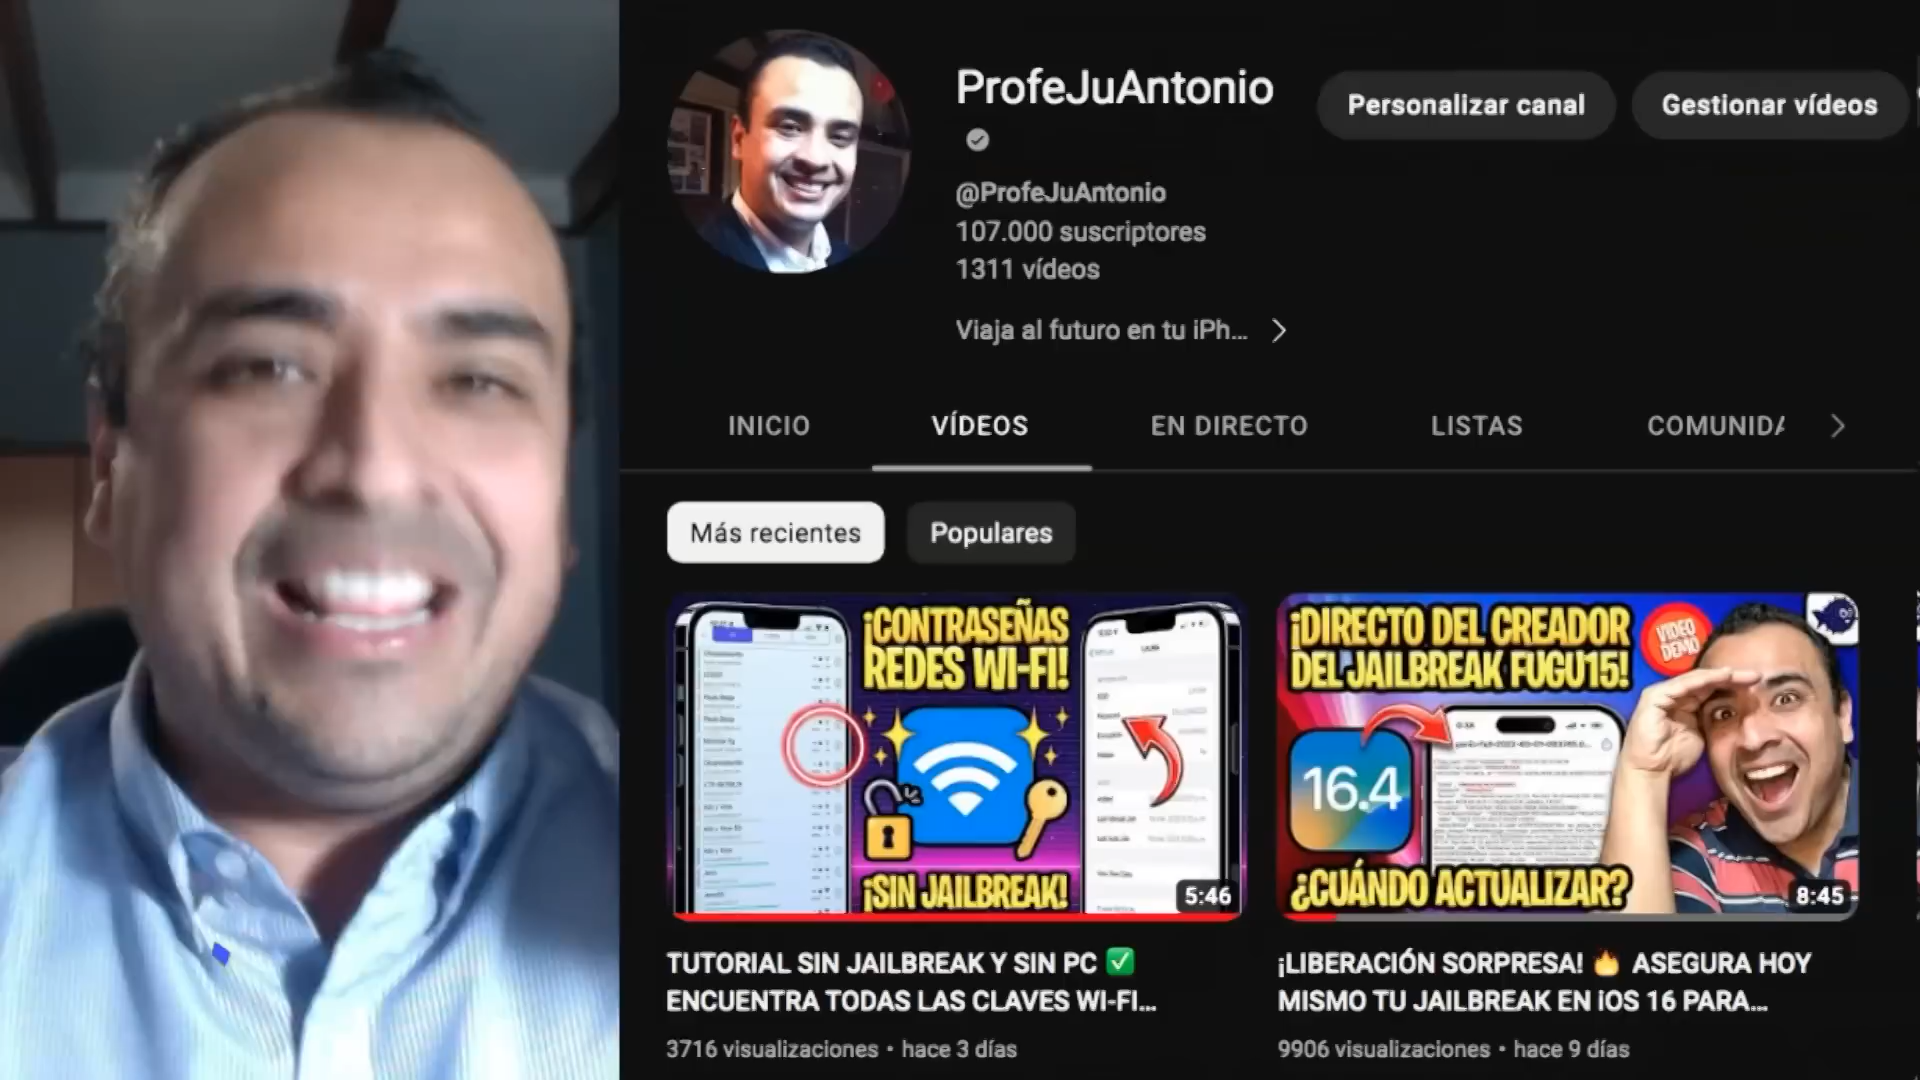 ProfeJuAntonio
Personalizar canal
Gestionar vídeos
@ProfeJuAntonio
107.000 suscriptores
1311 vídeos
Viaja al futuro en tu iPh...
INICIO
VÍDEOS
EN DIRECTO
LISTAS
COMUNIDA
Más recientes
Populares
¡CONTRASEÑAS
REDES WI-FI!
¡SIN JAILBREAK!
5:46
¡DIRECTO DEL CREADOR
DEL JAILBREAK FUGU15!
VIDEO
DEMO
16.4
¿CUÁNDO ACTUALIZAR?
8:45
TUTORIAL SIN JAILBREAK Y SIN PC ✅
ENCUENTRA TODAS LAS CLAVES WI-FI...
3716 visualizaciones • hace 3 días
¡LIBERACIÓN SORPRESA! 🔥 ASEGURA HOY
MISMO TU JAILBREAK EN iOS 16 PARA...
9906 visualizaciones • hace 9 días